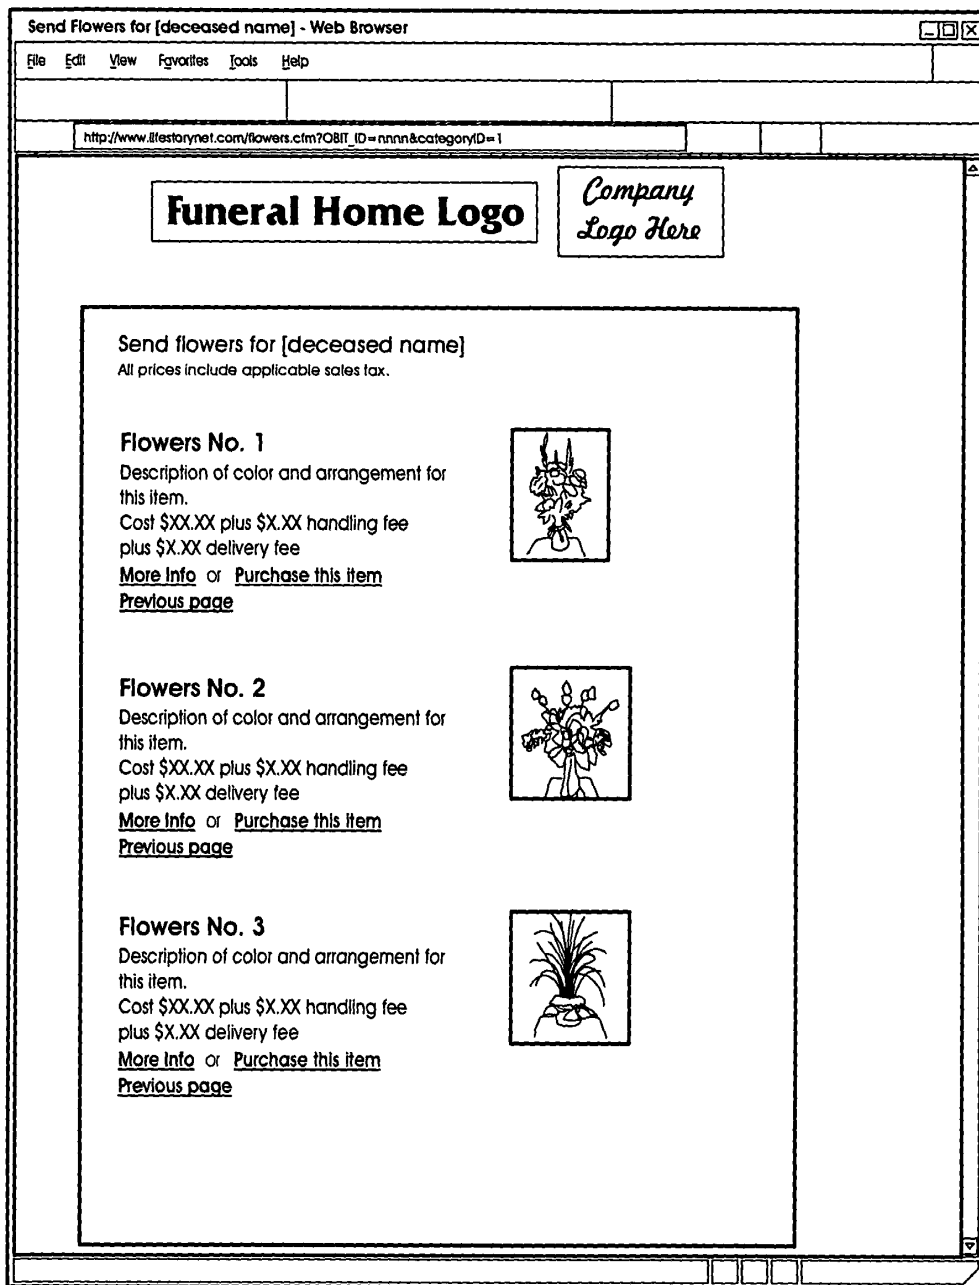 Send Flowers for [deceased name] - Web Browser
File Edit View Favorites Tools Help
http://www.lifestorynet.com/flowers.cfm?OBIT_ID=nnnn&categoryID=1
Funeral Home Logo
Company
Logo Here
Send flowers for [deceased name]
All prices include applicable sales tax.
Flowers No. 1
Description of color and arrangement for
this item.
Cost $XX.XX plus $X.XX handling fee
plus $X.XX delivery fee
More Info or Purchase this item
Previous page
Flowers No. 2
Description of color and arrangement for
this item.
Cost $XX.XX plus $X.XX handling fee
plus $X.XX delivery fee
More Info or Purchase this item
Previous page
Flowers No. 3
Description of color and arrangement for
this item.
Cost $XX.XX plus $X.XX handling fee
plus $X.XX delivery fee
More Info or Purchase this item
Previous page